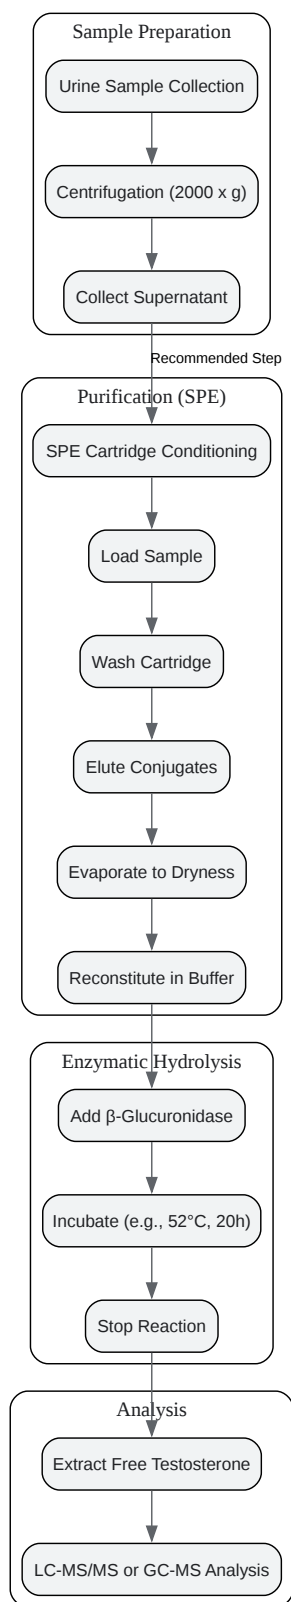 Sample Preparation
Urine Sample Collection
Centrifugation (2000 x g)
Collect Supernatant
Recommended Step
Purification (SPE)
SPE Cartridge Conditioning
Load Sample
Wash Cartridge
Elute Conjugates
Evaporate to Dryness
Reconstitute in Buffer
Enzymatic Hydrolysis
Add β-Glucuronidase
Incubate (e.g., 52°C, 20h)
Stop Reaction
Analysis
Extract Free Testosterone
LC-MS/MS or GC-MS Analysis